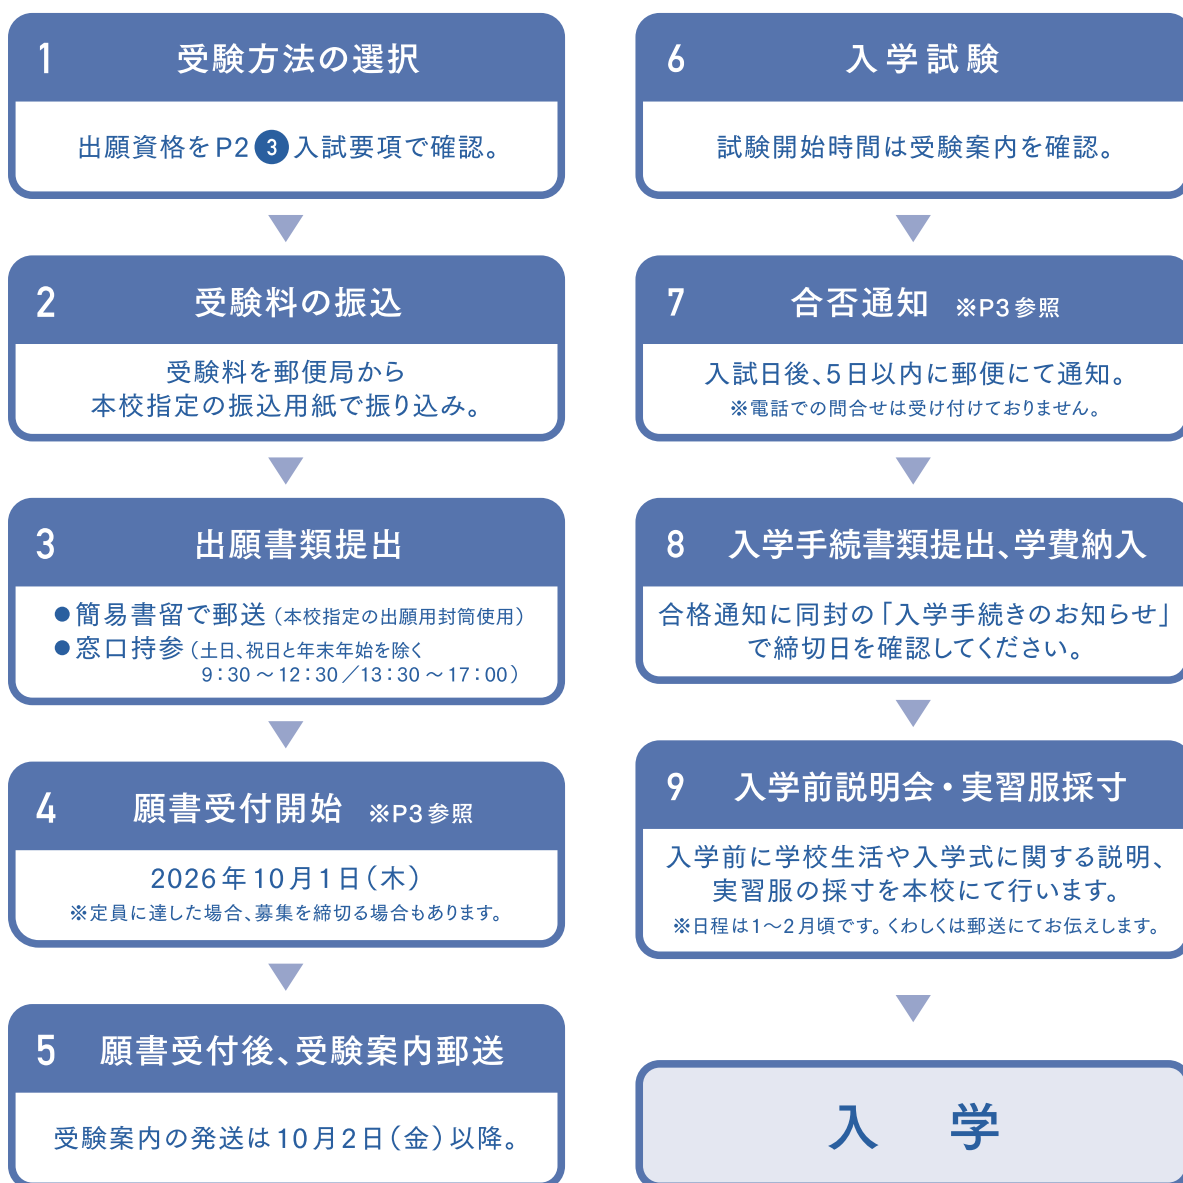 1 受験方法の選択
出願資格をP2 3 入試要項で確認。
2 受験料の振込
受験料を郵便局から
本校指定の振込用紙で振り込み。
3 出願書類提出
●簡易書留で郵送(本校指定の出願用封筒使用)
●窓口持参(土日、祝日と年末年始を除く
9:30〜12:30/13:30〜17:00)
4 願書受付開始 ※P3参照
2026年10月1日(木)
※定員に達した場合、募集を締切る場合もあります。
5 願書受付後、受験案内郵送
受験案内の発送は10月2日(金)以降。
6 入学試験
試験開始時間は受験案内を確認。
7 合否通知 ※P3参照
入試日後、5日以内に郵便にて通知。
※電話での問合せは受け付けておりません。
8 入学手続書類提出、学費納入
合格通知に同封の「入学手続きのお知らせ」
で締切日を確認してください。
9 入学前説明会・実習服採寸
入学前に学校生活や入学式に関する説明、
実習服の採寸を本校にて行います。
※日程は1〜2月頃です。くわしくは郵送にてお伝えします。
入 学